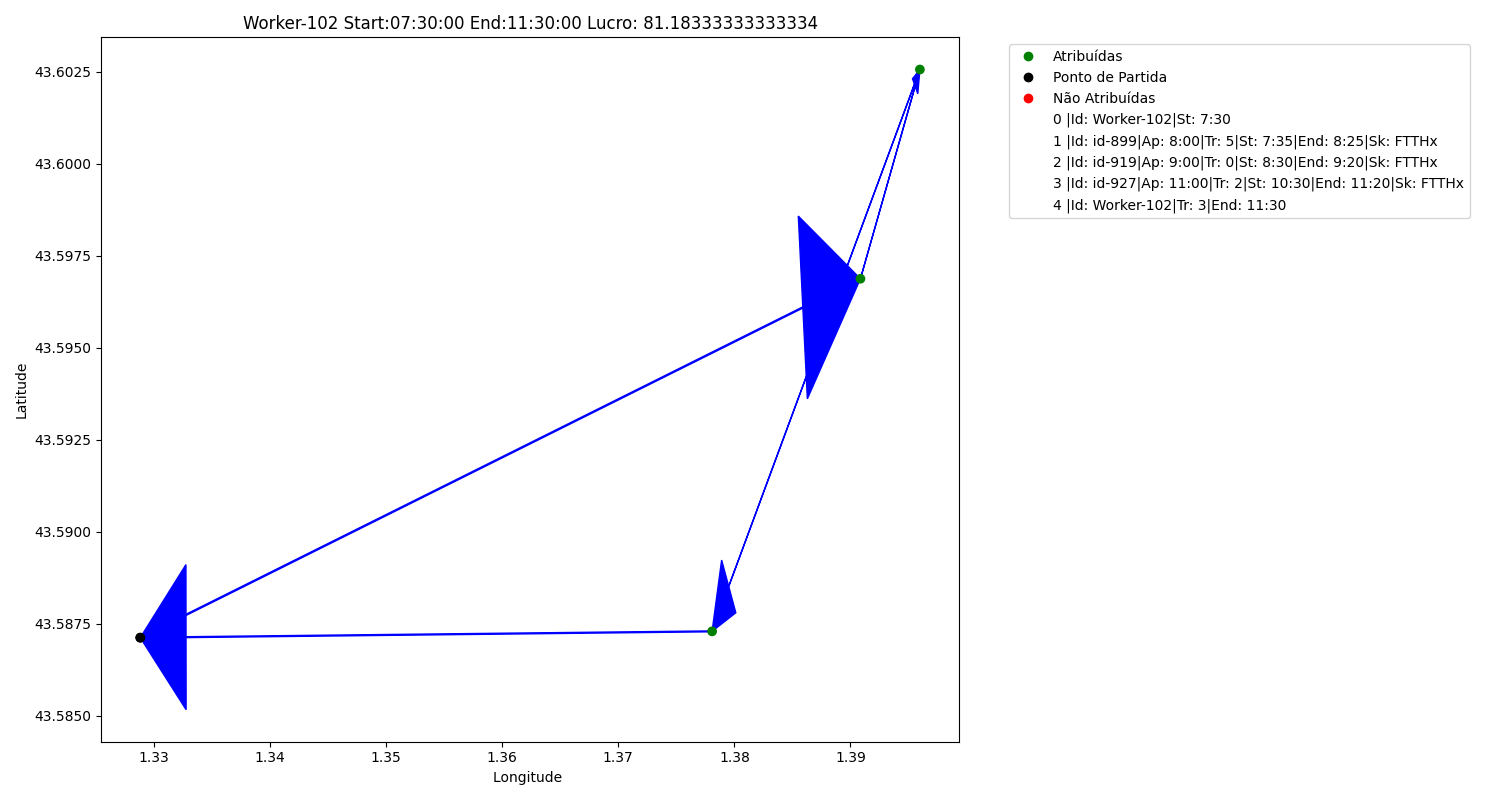 Worker-102 Start:07:30:00 End:11:30:00 Lucro: 81.18333333333334
43.6025
43.6000
43.5975
43.5950
43.5925
43.5900
43.5875
43.5850
Latitude
1.33 1.34 1.35 1.36 1.37 1.38 1.39
Longitude
Atribuídas
Ponto de Partida
Não Atribuídas
0 |Id: Worker-102|St: 7:30
1 |Id: id-899|Ap: 8:00|Tr: 5|St: 7:35|End: 8:25|Sk: FTTHx
2 |Id: id-919|Ap: 9:00|Tr: 0|St: 8:30|End: 9:20|Sk: FTTHx
3 |Id: id-927|Ap: 11:00|Tr: 2|St: 10:30|End: 11:20|Sk: FTTHx
4 |Id: Worker-102|Tr: 3|End: 11:30